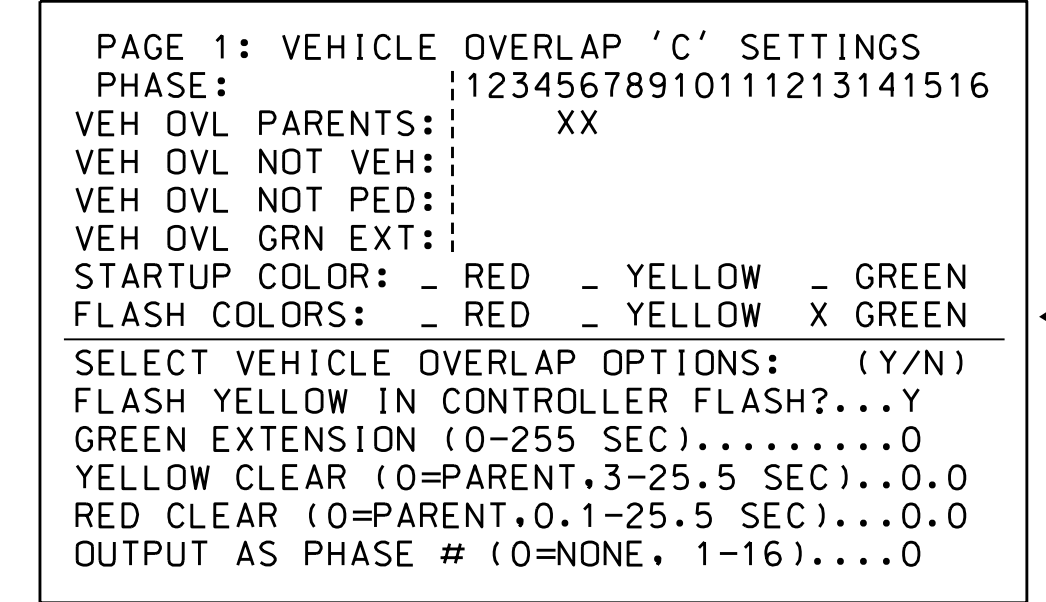 PAGE 1: VEHICLE OVERLAP 'C' SETTINGS
PHASE: 12345678910111213141516
VEH OVL PARENTS: XX
VEH OVL NOT VEH:
VEH OVL NOT PED:
VEH OVL GRN EXT:
STARTUP COLOR: _ RED _ YELLOW _ GREEN
FLASH COLORS: _ RED _ YELLOW X GREEN
SELECT VEHICLE OVERLAP OPTIONS: (Y/N)
FLASH YELLOW IN CONTROLLER FLASH?...Y
GREEN EXTENSION (0-255 SEC).........0
YELLOW CLEAR (0=PARENT,3-25.5 SEC)..0.0
RED CLEAR (0=PARENT,0.1-25.5 SEC)...0.0
OUTPUT AS PHASE # (0=NONE, 1-16)....0